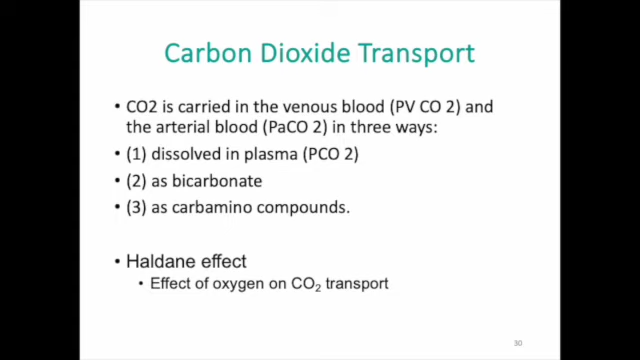 Carbon Dioxide Transport
• CO2 is carried in the venous blood (PV CO 2) and
the arterial blood (PaCO 2) in three ways:
• (1) dissolved in plasma (PCO 2)
• (2) as bicarbonate
• (3) as carbamino compounds.
• Haldane effect
• Effect of oxygen on CO₂ transport
30